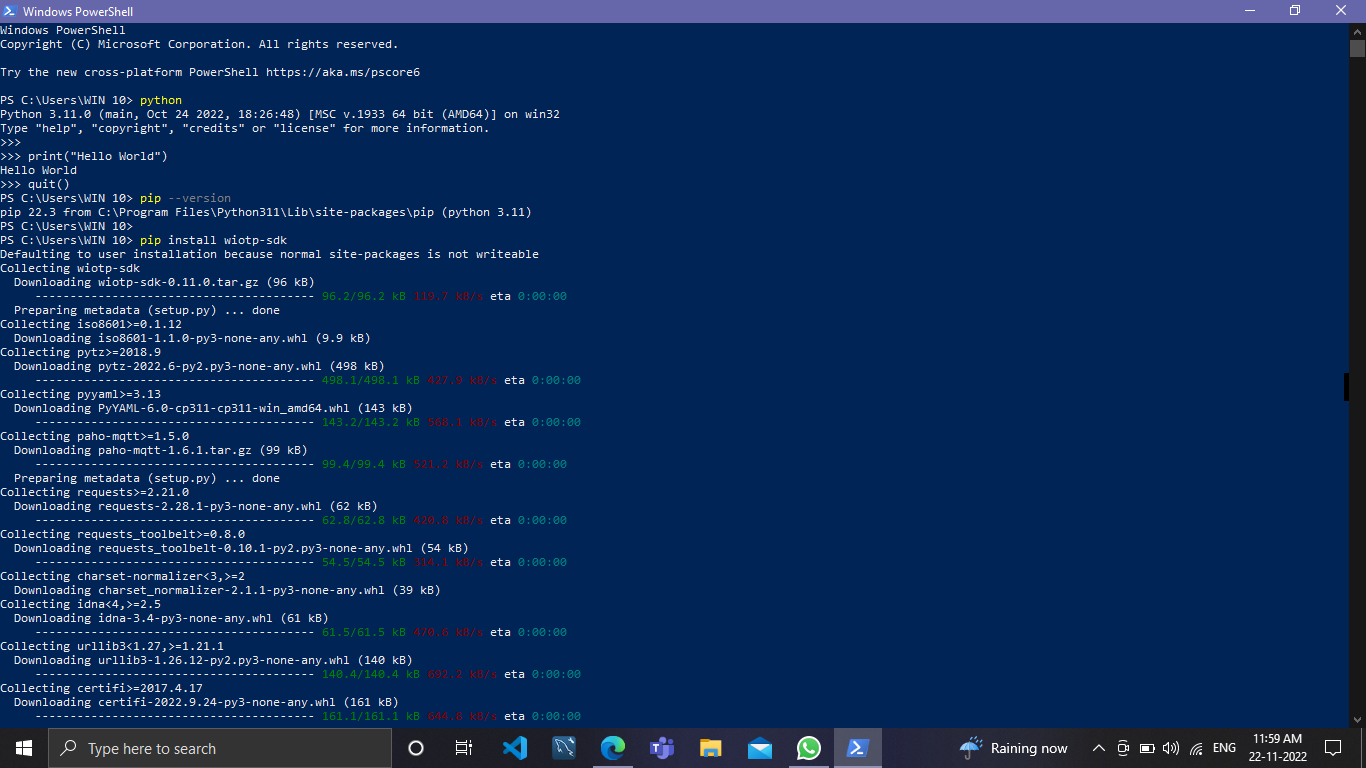 Windows PowerShell
Windows PowerShell
Copyright (C) Microsoft Corporation. All rights reserved.
Try the new cross-platform PowerShell https://aka.ms/pscore6
PS C:\Users\WIN 10> python
Python 3.11.0 (main, Oct 24 2022, 18:26:48) [MSC v.1933 64 bit (AMD64)] on win32
Type "help", "copyright", "credits" or "license" for more information.
>>>
>>> print("Hello World")
Hello World
>>> quit()
PS C:\Users\WIN 10> pip --version
pip 22.3 from C:\Program Files\Python311\Lib\site-packages\pip (python 3.11)
PS C:\Users\WIN 10>
PS C:\Users\WIN 10> pip install wiotp-sdk
Defaulting to user installation because normal site-packages is not writeable
Collecting wiotp-sdk
  Downloading wiotp-sdk-0.11.0.tar.gz (96 kB)
     ---------------------------------------- 96.2/96.2 kB 119.7 kB/s eta 0:00:00
  Preparing metadata (setup.py) ... done
Collecting iso8601>=0.1.12
  Downloading iso8601-1.1.0-py3-none-any.whl (9.9 kB)
Collecting pytz>=2018.9
  Downloading pytz-2022.6-py2.py3-none-any.whl (498 kB)
     ---------------------------------------- 498.1/498.1 kB 427.9 kB/s eta 0:00:00
Collecting pyyaml>=3.13
  Downloading PyYAML-6.0-cp311-cp311-win_amd64.whl (143 kB)
     ---------------------------------------- 143.2/143.2 kB 568.1 kB/s eta 0:00:00
Collecting paho-mqtt>=1.5.0
  Downloading paho-mqtt-1.6.1.tar.gz (99 kB)
     ---------------------------------------- 99.4/99.4 kB 521.2 kB/s eta 0:00:00
  Preparing metadata (setup.py) ... done
Collecting requests>=2.21.0
  Downloading requests-2.28.1-py3-none-any.whl (62 kB)
     ---------------------------------------- 62.8/62.8 kB 420.8 kB/s eta 0:00:00
Collecting requests_toolbelt>=0.8.0
  Downloading requests_toolbelt-0.10.1-py2.py3-none-any.whl (54 kB)
     ---------------------------------------- 54.5/54.5 kB 314.1 kB/s eta 0:00:00
Collecting charset-normalizer<3,>=2
  Downloading charset_normalizer-2.1.1-py3-none-any.whl (39 kB)
Collecting idna<4,>=2.5
  Downloading idna-3.4-py3-none-any.whl (61 kB)
     ---------------------------------------- 61.5/61.5 kB 470.6 kB/s eta 0:00:00
Collecting urllib3<1.27,>=1.21.1
  Downloading urllib3-1.26.12-py2.py3-none-any.whl (140 kB)
     ---------------------------------------- 140.4/140.4 kB 692.2 kB/s eta 0:00:00
Collecting certifi>=2017.4.17
  Downloading certifi-2022.9.24-py3-none-any.whl (161 kB)
     ---------------------------------------- 161.1/161.1 kB 644.8 kB/s eta 0:00:00
Type here to search
Raining now
ENG
11:59 AM
22-11-2022